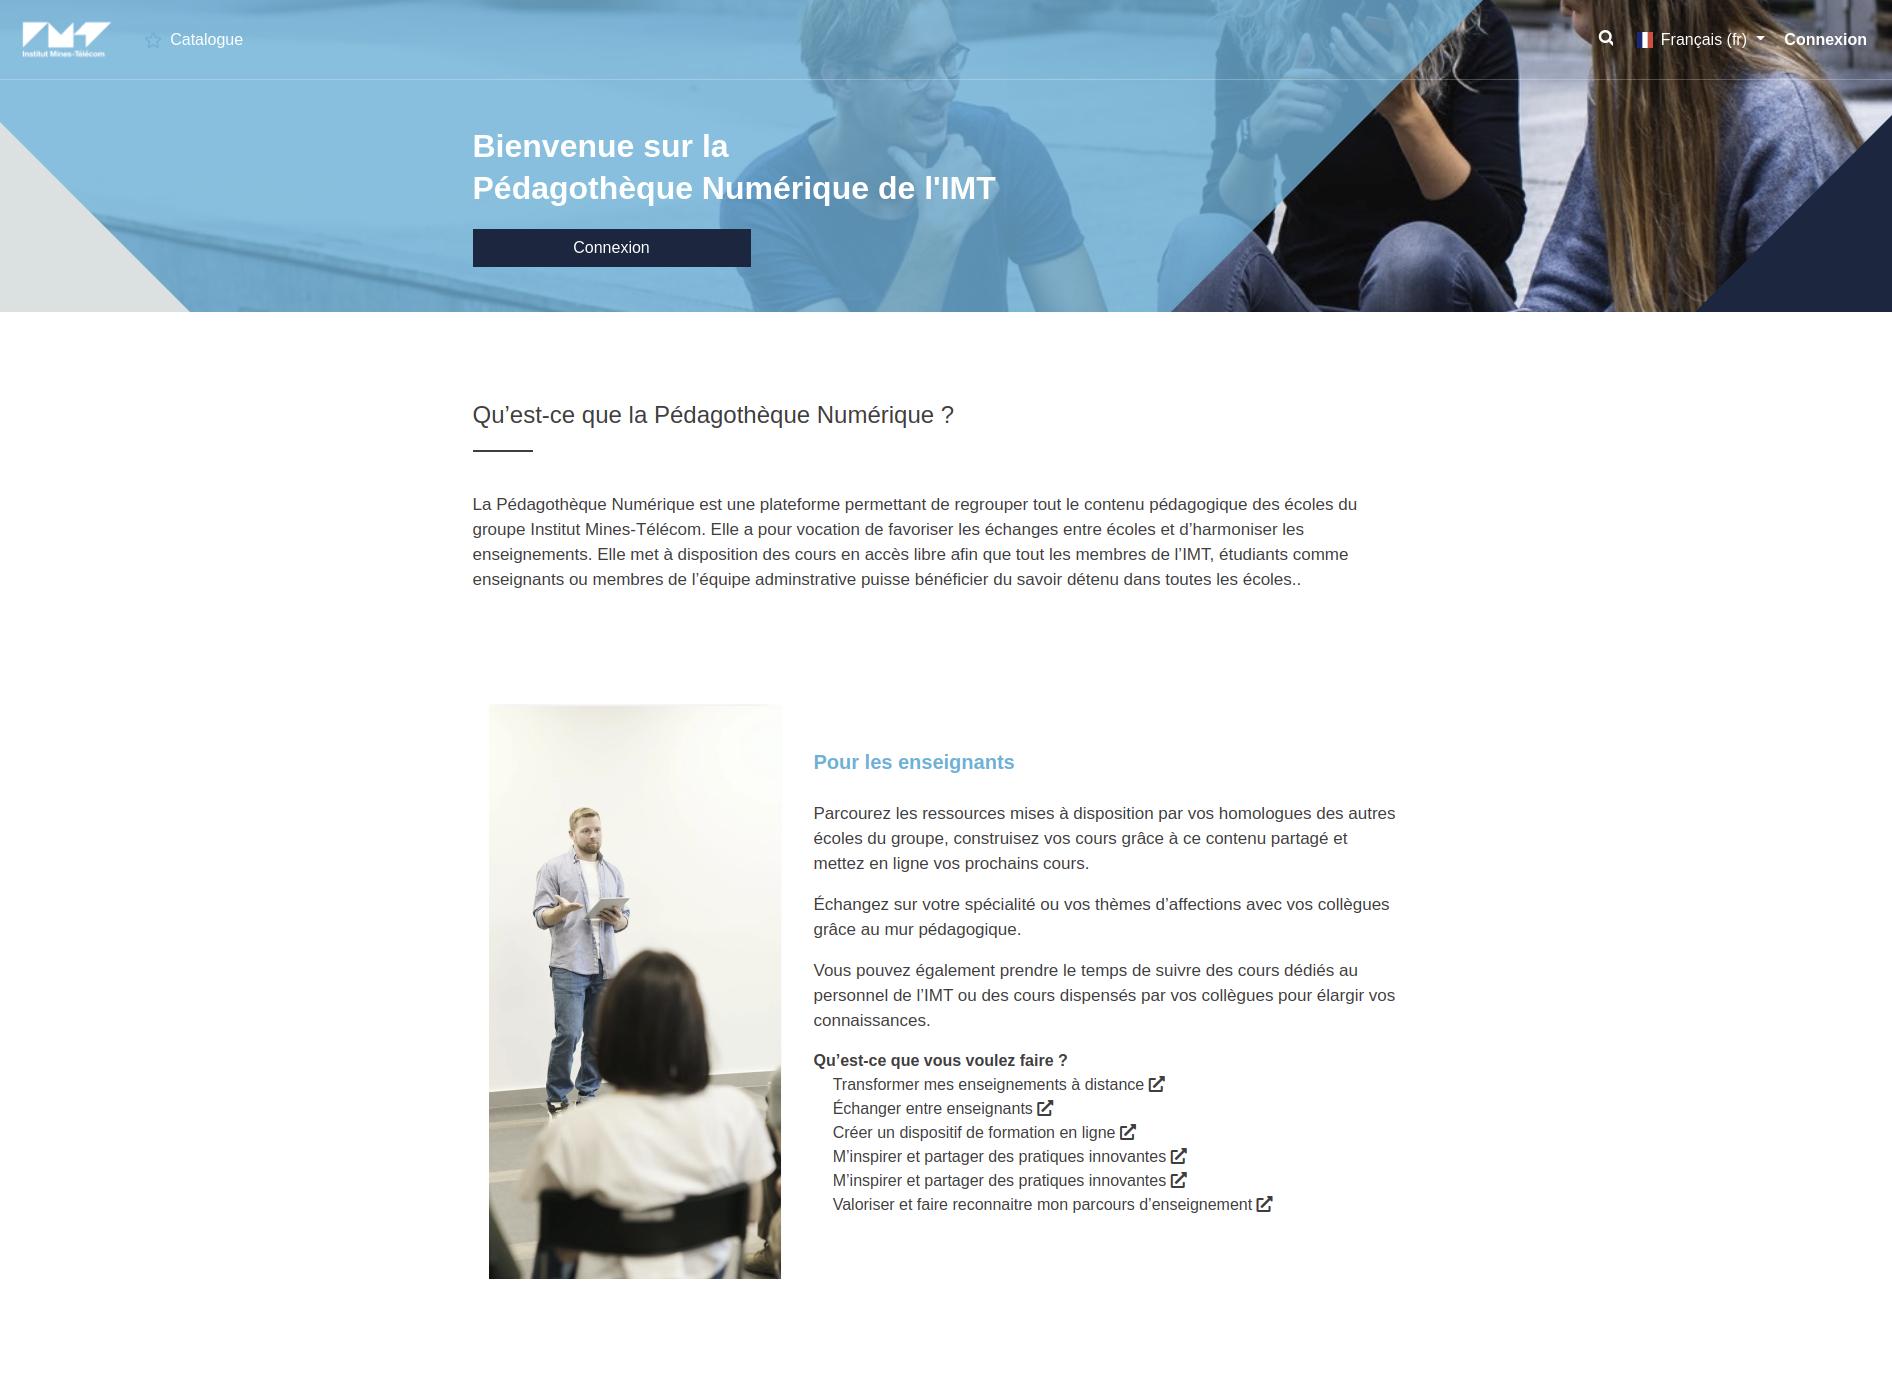 Institut Mines-Télécom
Catalogue
Français (fr)
Connexion
Bienvenue sur la
Pédagothèque Numérique de l'IMT
Connexion
Qu’est-ce que la Pédagothèque Numérique ?
La Pédagothèque Numérique est une plateforme permettant de regrouper tout le contenu pédagogique des écoles du
groupe Institut Mines-Télécom. Elle a pour vocation de favoriser les échanges entre écoles et d’harmoniser les
enseignements. Elle met à disposition des cours en accès libre afin que tout les membres de l’IMT, étudiants comme
enseignants ou membres de l’équipe adminstrative puisse bénéficier du savoir détenu dans toutes les écoles..
Pour les enseignants
Parcourez les ressources mises à disposition par vos homologues des autres
écoles du groupe, construisez vos cours grâce à ce contenu partagé et
mettez en ligne vos prochains cours.
Échangez sur votre spécialité ou vos thèmes d’affections avec vos collègues
grâce au mur pédagogique.
Vous pouvez également prendre le temps de suivre des cours dédiés au
personnel de l’IMT ou des cours dispensés par vos collègues pour élargir vos
connaissances.
Qu’est-ce que vous voulez faire ?
Transformer mes enseignements à distance
Échanger entre enseignants
Créer un dispositif de formation en ligne
M’inspirer et partager des pratiques innovantes
M’inspirer et partager des pratiques innovantes
Valoriser et faire reconnaitre mon parcours d’enseignement